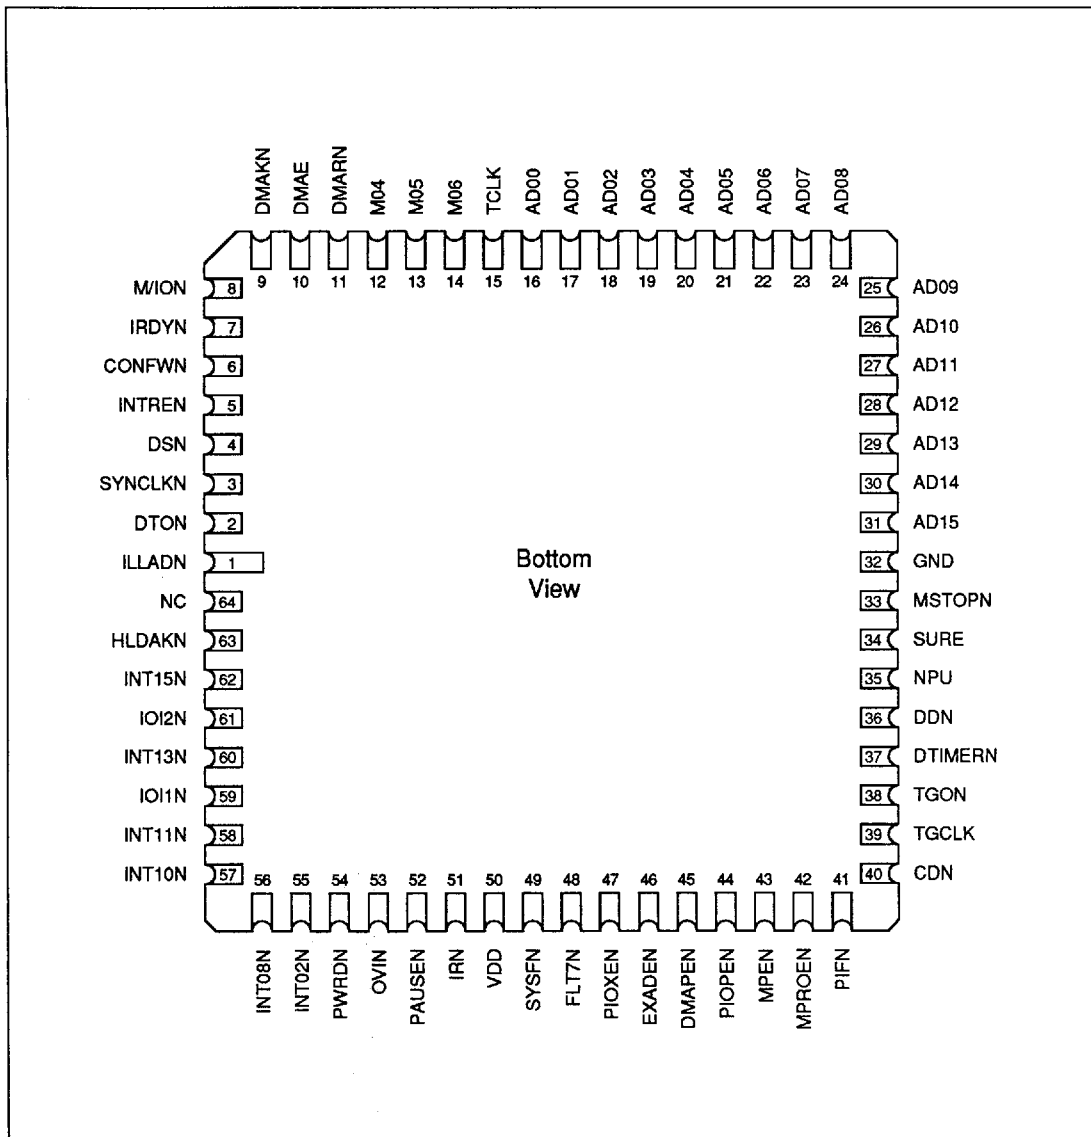 DMAKN DMAE DMARN M04 M05 M06 TCLK AD00 AD01 AD02 AD03 AD04 AD05 AD06 AD07 AD08
9 10 11 12 13 14 15 16 17 18 19 20 21 22 23 24
M/ION 8 25 AD09
IRDYN 7 26 AD10
CONFWN 6 27 AD11
INTREN 5 28 AD12
DSN 4 29 AD13
SYNCLKN 3 30 AD14
DTON 2 31 AD15
ILLADN 1 32 GND
Bottom
View
NC 64 33 MSTOPN
HLDAKN 63 34 SURE
INT15N 62 35 NPU
IOI2N 61 36 DDN
INT13N 60 37 DTIMERN
IOI1N 59 38 TGON
INT11N 58 39 TGCLK
INT10N 57 40 CDN
56 55 54 53 52 51 50 49 48 47 46 45 44 43 42 41
INT08N INT02N PWRDN OVIN PAUSEN IRN VDD SYSFN FLT7N PIOXEN EXADEN DMAPEN PIOPEN MPEN MPROEN PIFN